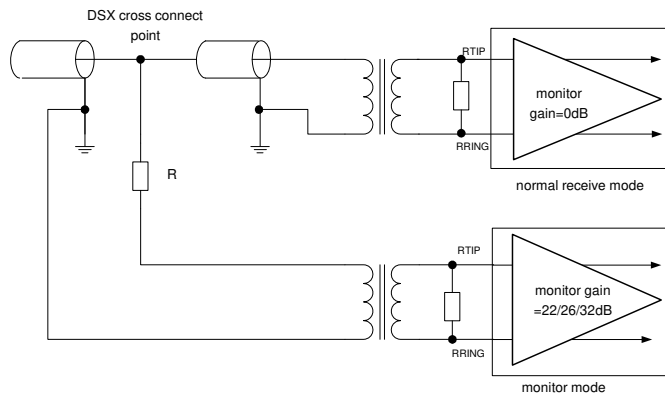 DSX cross connect
point
RTIP
monitor
gain=0dB
RRING
normal receive mode
R
RTIP
monitor gain
=22/26/32dB
RRING
monitor mode